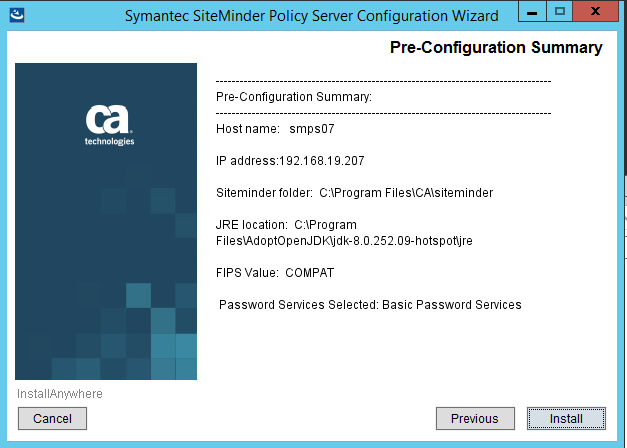 Symantec SiteMinder Policy Server Configuration Wizard
Pre-Configuration Summary
ca
technologies
--------------------------------------------------------------------------------
Pre-Configuration Summary:
--------------------------------------------------------------------------------
Host name:   smps07
IP address:192.168.19.207
Siteminder folder:  C:\Program Files\CA\siteminder
JRE location:  C:\Program
Files\AdoptOpenJDK\jdk-8.0.252.09-hotspot\jre
FIPS Value:  COMPAT
Password Services Selected: Basic Password Services
InstallAnywhere
Cancel
Previous
Install